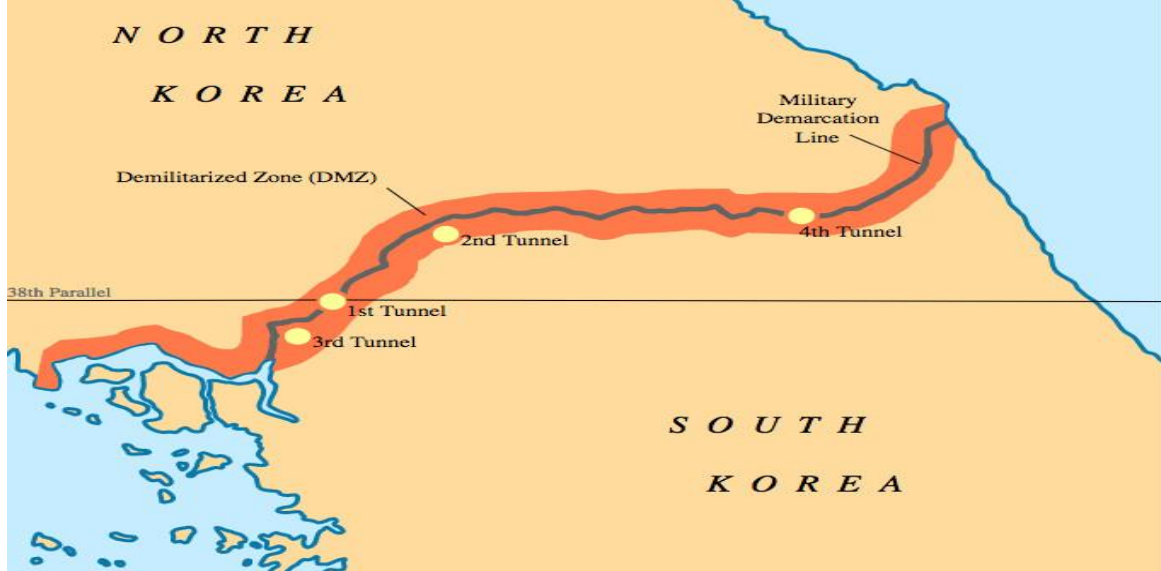 NORTH
KOREA
Military
Demarcation
Line
Demilitarized Zone (DMZ)
2nd Tunnel
4th Tunnel
38th Parallel
1st Tunnel
3rd Tunnel
SOUTH
KOREA